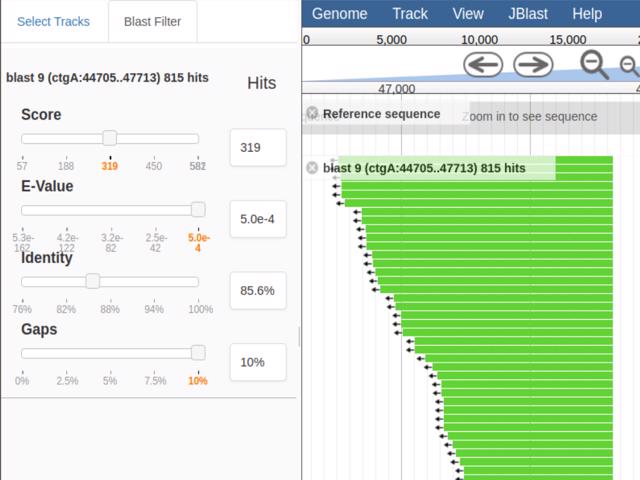 Select Tracks
Blast Filter
blast 9 (ctgA:44705..47713) 815 hits
Hits
Score
319
57 188 319 450 582
E-Value
5.0e-4
5.3e-162 4.2e-122 3.2e-82 2.5e-42 5.0e-4
Identity
85.6%
76% 82% 88% 94% 100%
Gaps
10%
0% 2.5% 5% 7.5% 10%
Genome Track View JBlast Help
0 5,000 10,000 15,000
47,000
Reference sequence
Zoom in to see sequence
blast 9 (ctgA:44705..47713) 815 hits